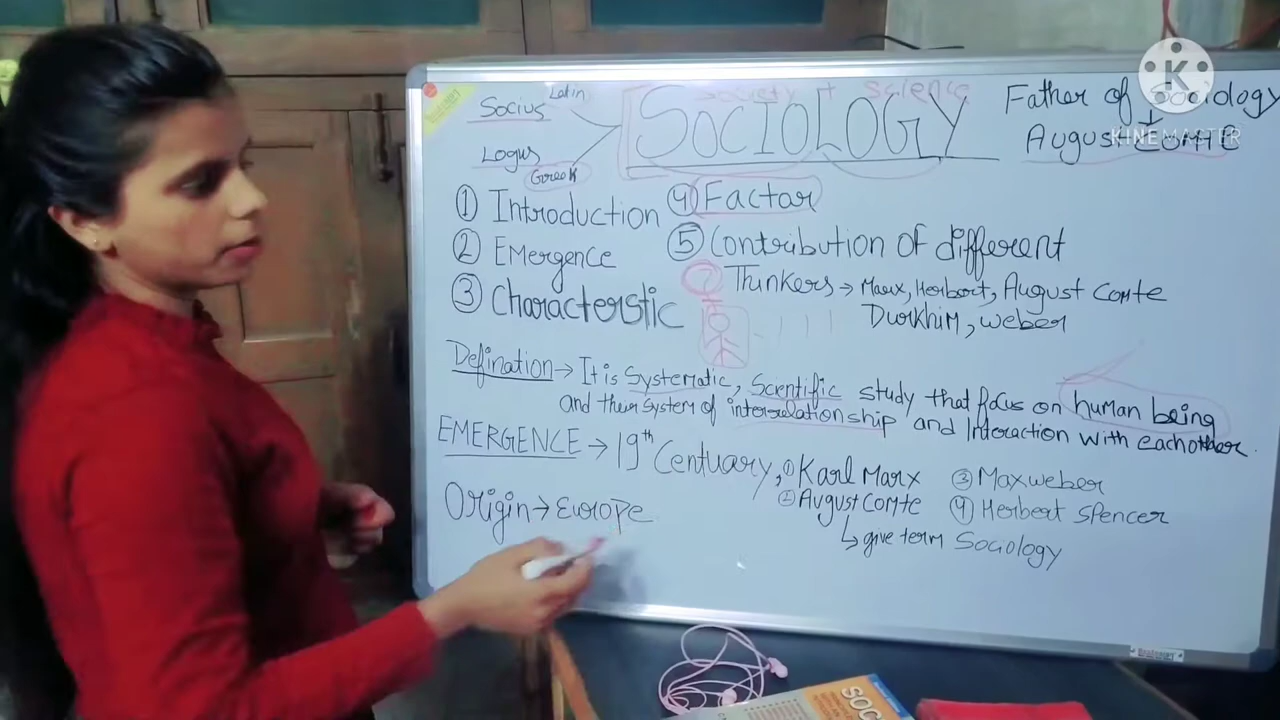 Socius Latin
Logus Greek
Society + Science
SOCIOLOGY
Father of Sociology
August COMTE
KINEMASTER
① Introduction
② EMergence
③ Characterstic
④ Factor
⑤ Contribution of different
Thinkers → Marx, Herbert, August Comte
Durkhim, weber
Defination → It is Systematic, Scientific study that focus on human being
and their system of interrelationship and Interaction with eachother.
EMERGENCE → 19th Centuary, ① Karl Marx ③ Max weber
② August Comte ④ Herbert Spencer
↳ give term Sociology
Origin → Europe
SOC